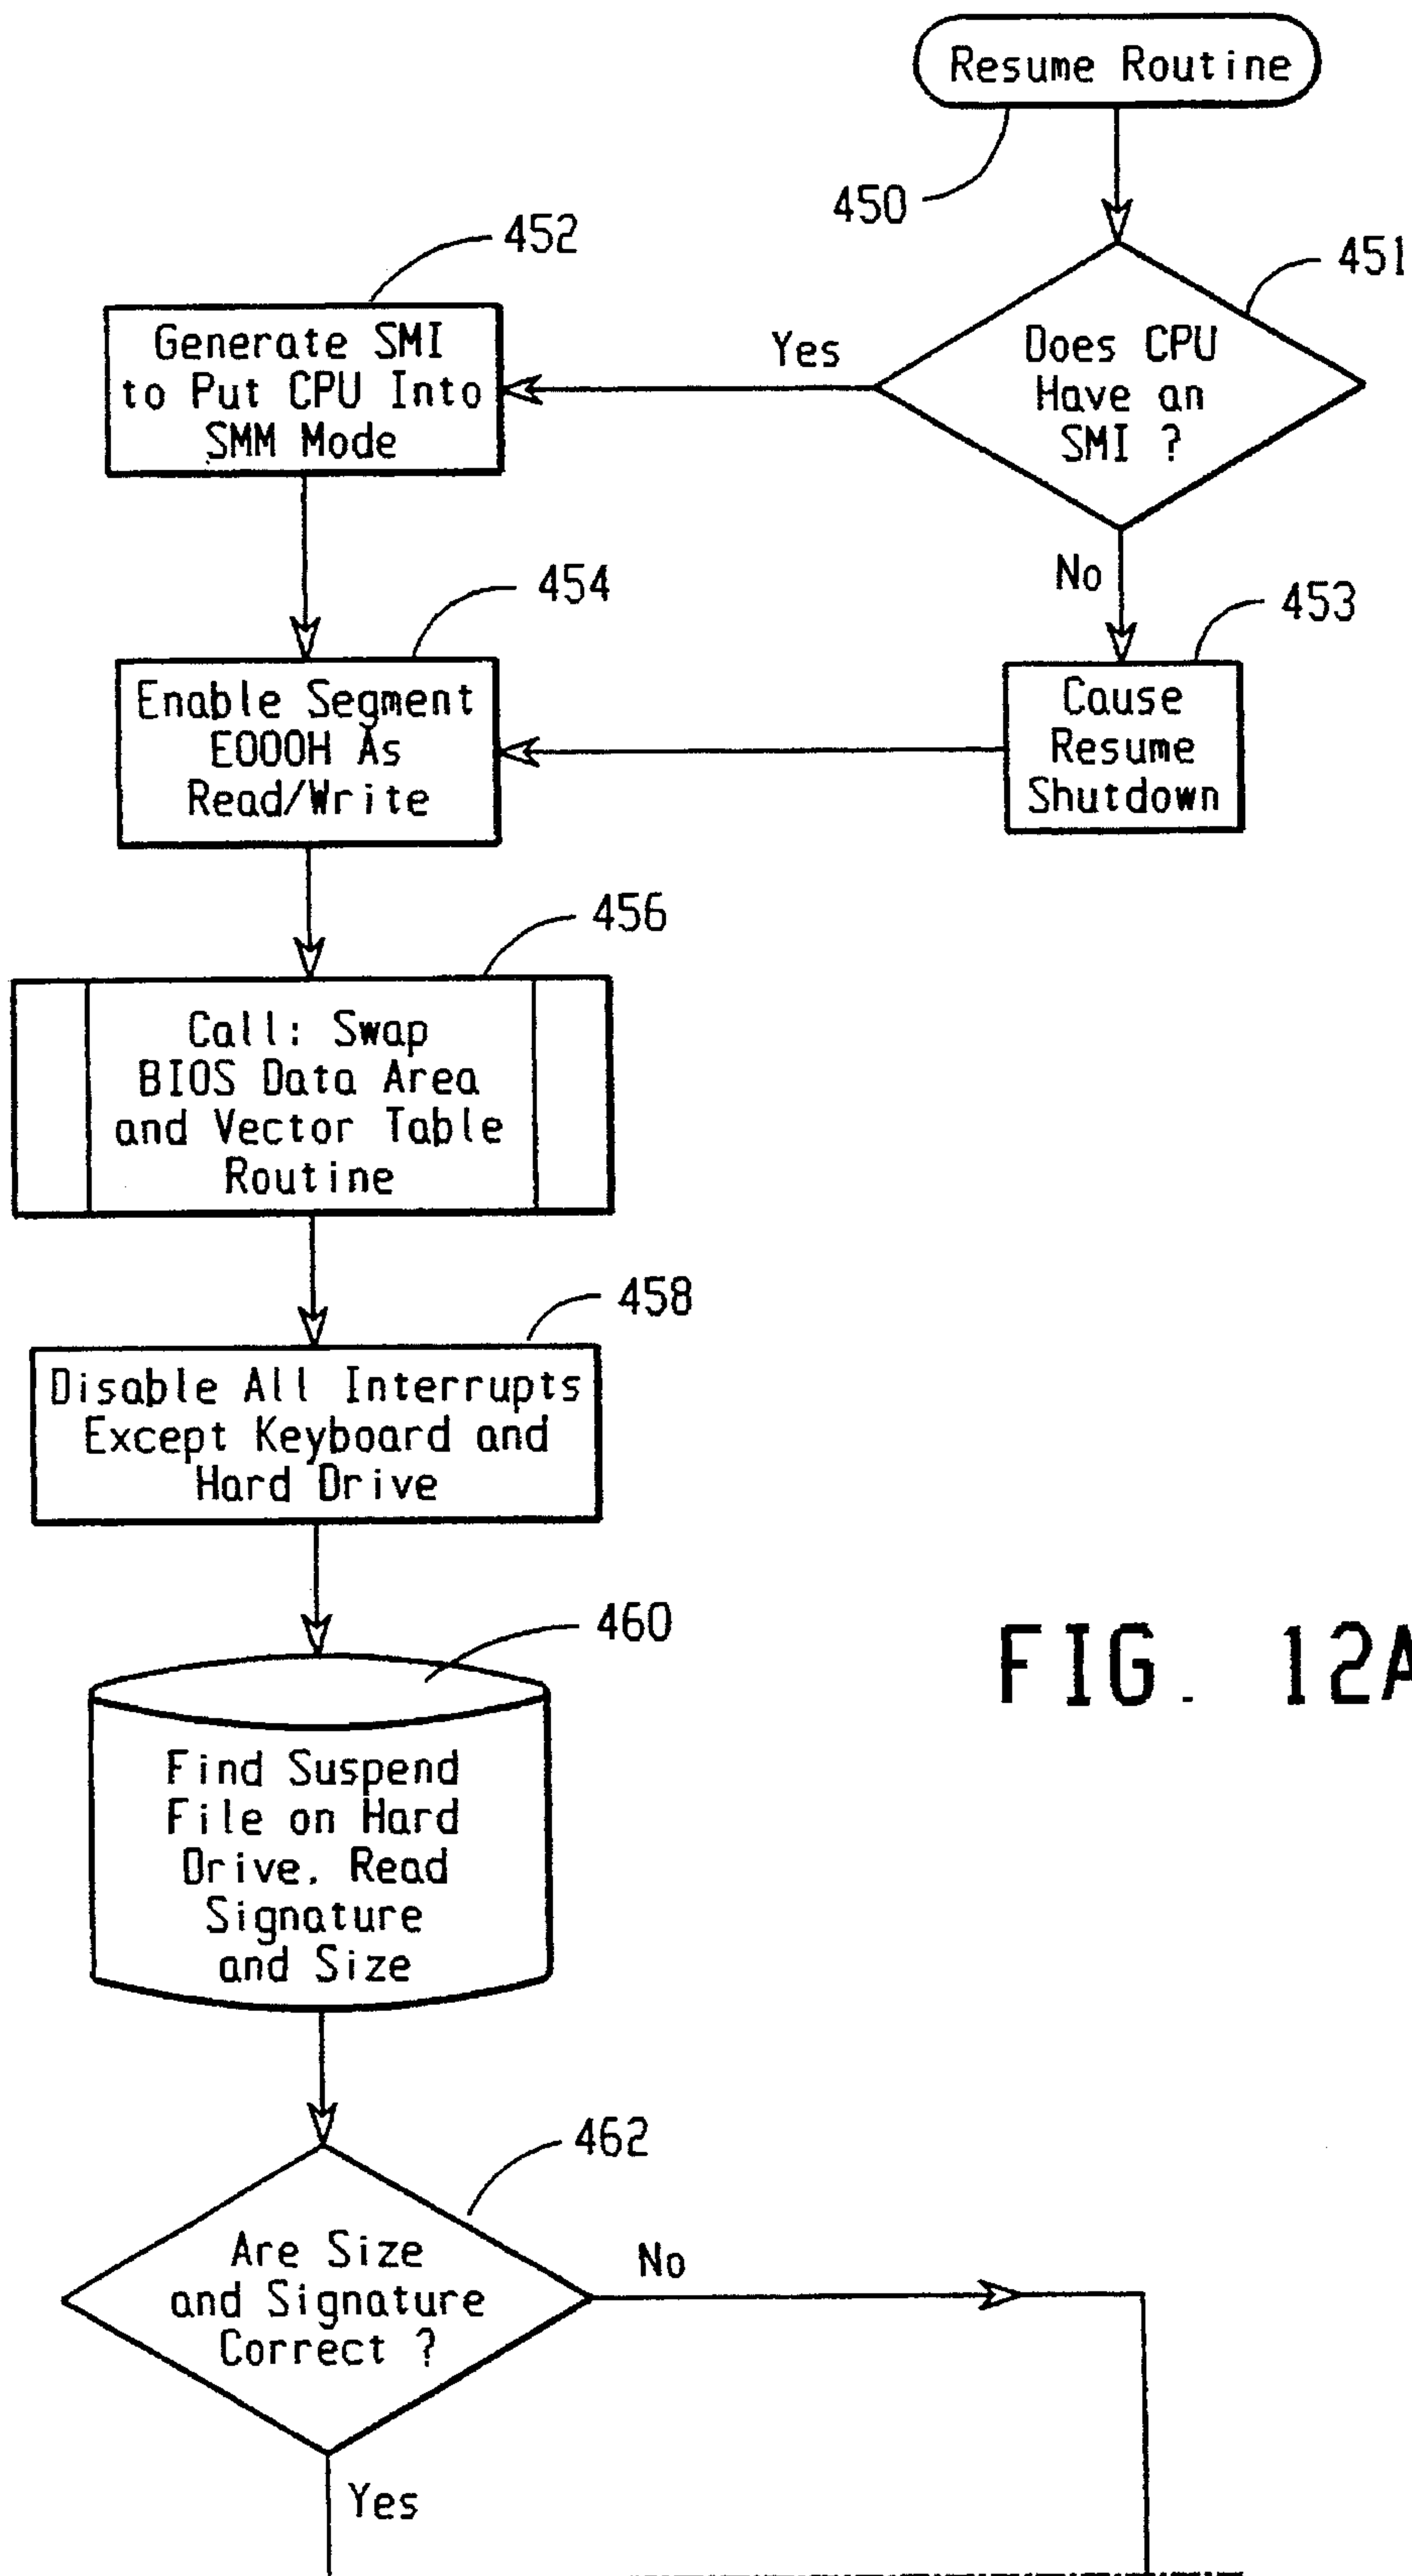 Resume Routine
450
451
Does CPU
Have an
SMI ?
Yes
No
452
Generate SMI
to Put CPU Into
SMM Mode
453
Cause
Resume
Shutdown
454
Enable Segment
E000H As
Read/Write
456
Call: Swap
BIOS Data Area
and Vector Table
Routine
458
Disable All Interrupts
Except Keyboard and
Hard Drive
460
Find Suspend
File on Hard
Drive. Read
Signature
and Size
FIG. 12A
462
Are Size
and Signature
Correct ?
No
Yes